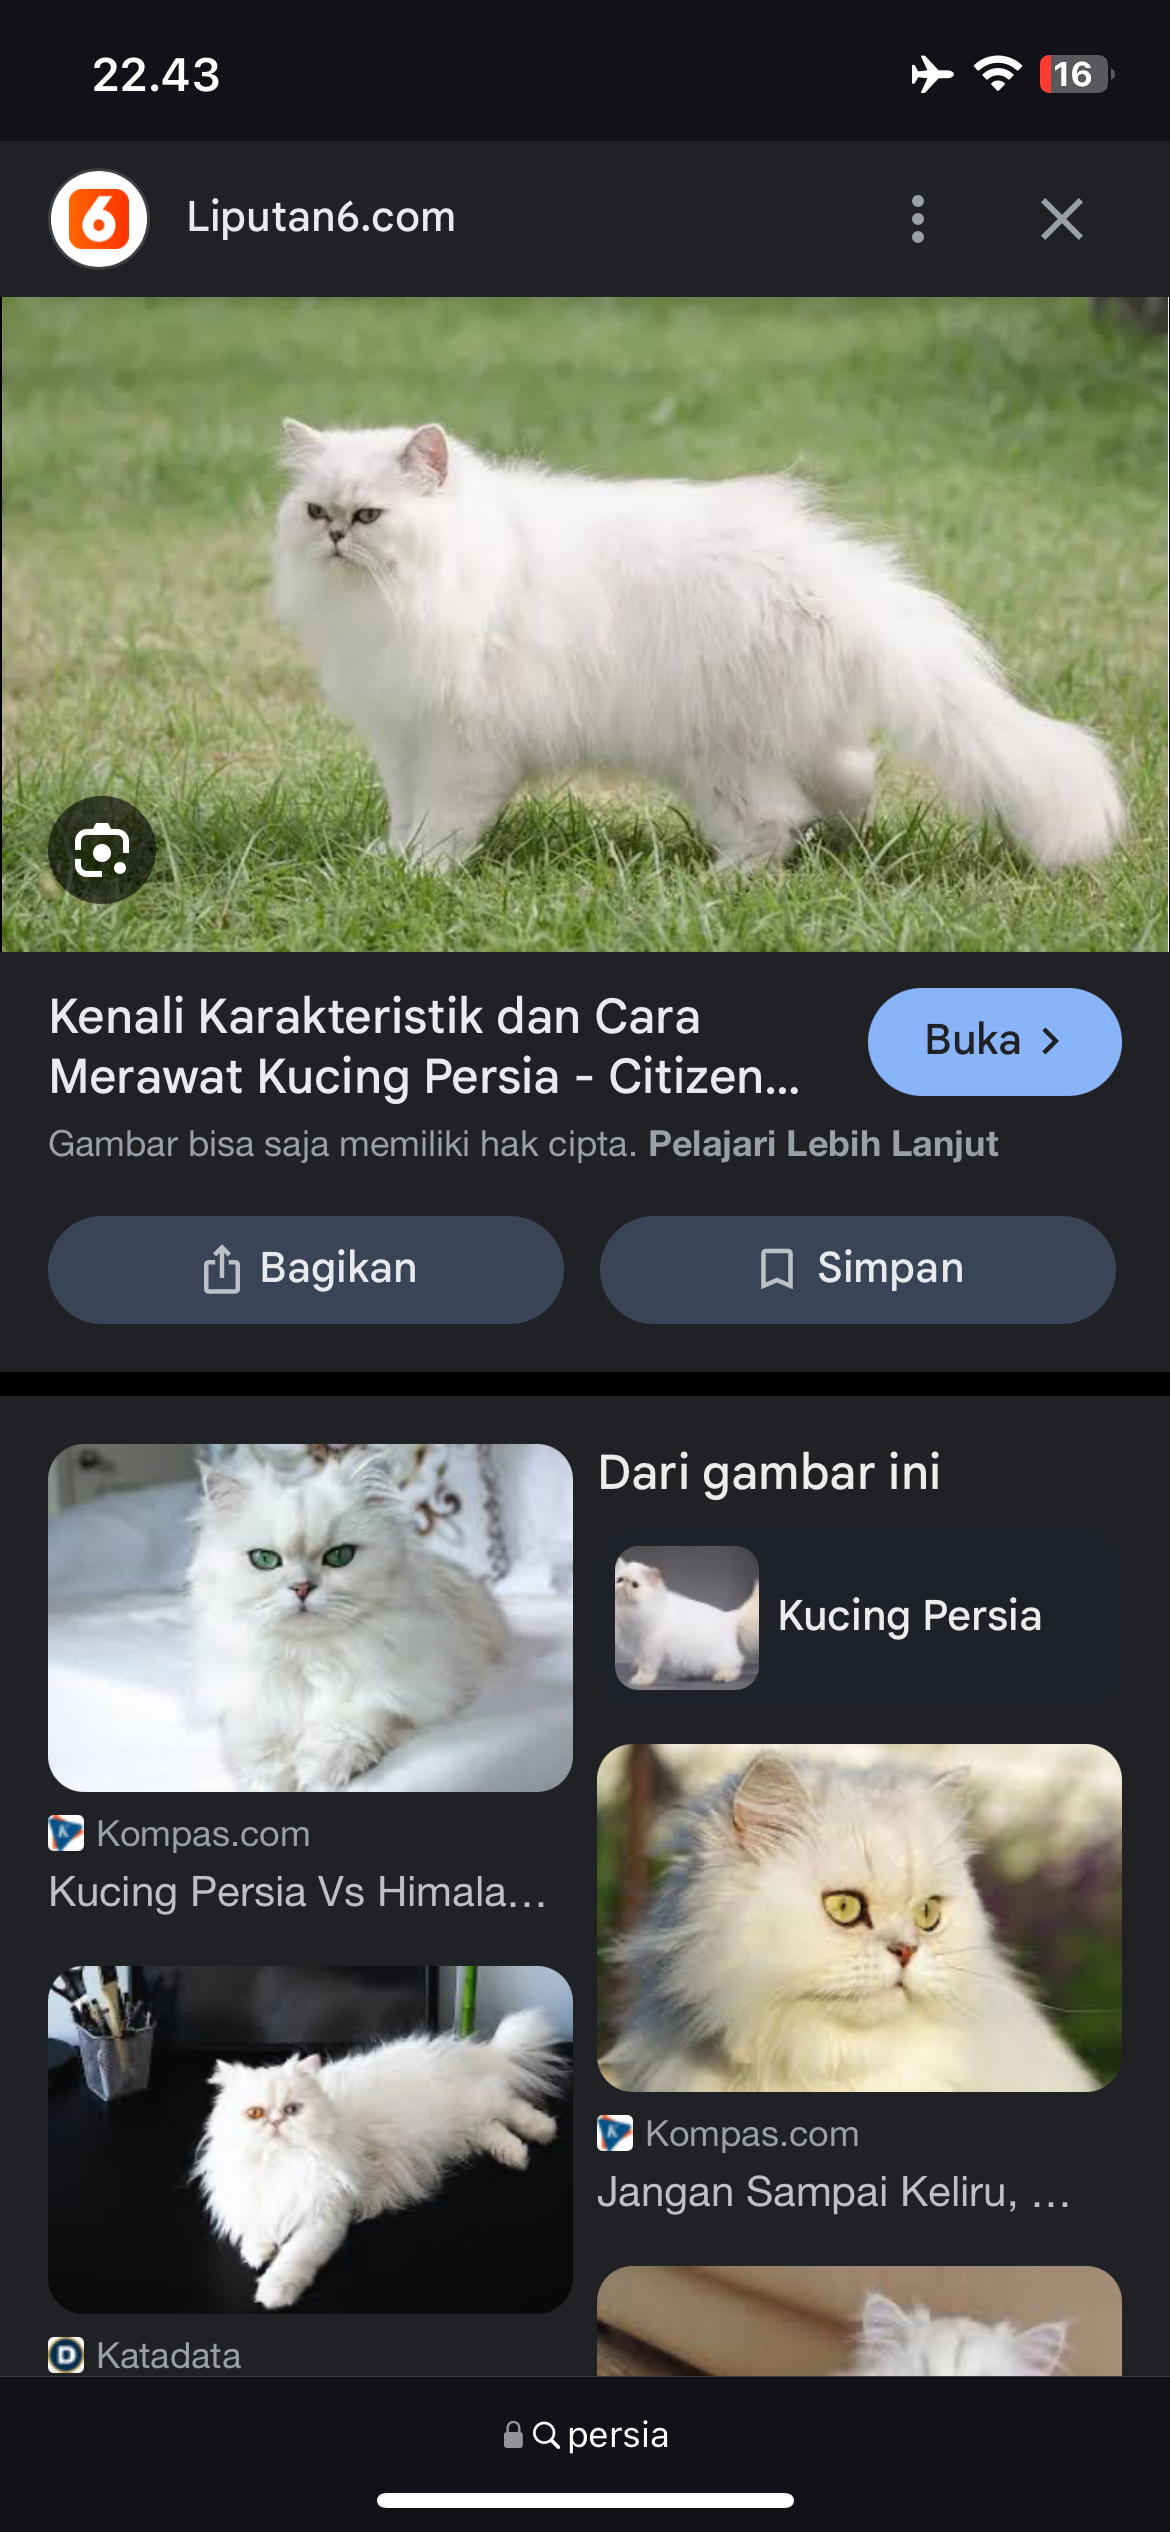 22.43
16
6
Liputan6.com
Kenali Karakteristik dan Cara
Merawat Kucing Persia - Citizen...
Buka
Gambar bisa saja memiliki hak cipta. Pelajari Lebih Lanjut
Bagikan
Simpan
Dari gambar ini
Kucing Persia
K Kompas.com
Kucing Persia Vs Himala...
K Kompas.com
Jangan Sampai Keliru, ...
D Katadata
persia